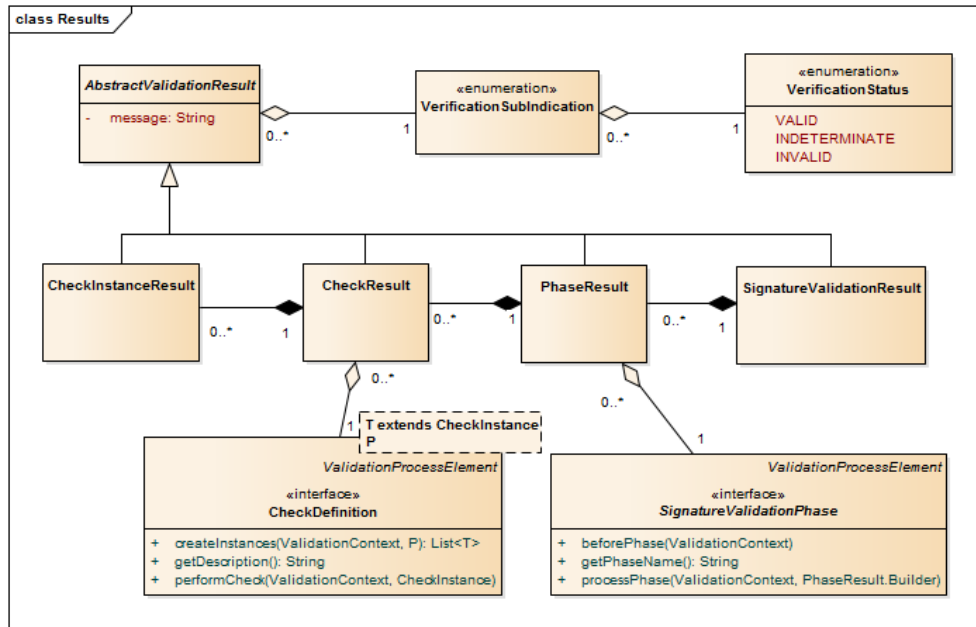 class Results
AbstractValidationResult
- message: String
0..*
1
«enumeration»
VerificationSubIndication
0..*
1
«enumeration»
VerificationStatus
VALID
INDETERMINATE
INVALID
CheckInstanceResult
0..*
1
CheckResult
0..*
1
PhaseResult
0..*
1
SignatureValidationResult
0..*
1
0..*
1
T extends CheckInstance
P
ValidationProcessElement
«interface»
CheckDefinition
+ createInstances(ValidationContext, P): List<T>
+ getDescription(): String
+ performCheck(ValidationContext, CheckInstance)
ValidationProcessElement
«interface»
SignatureValidationPhase
+ beforePhase(ValidationContext)
+ getPhaseName(): String
+ processPhase(ValidationContext, PhaseResult.Builder)